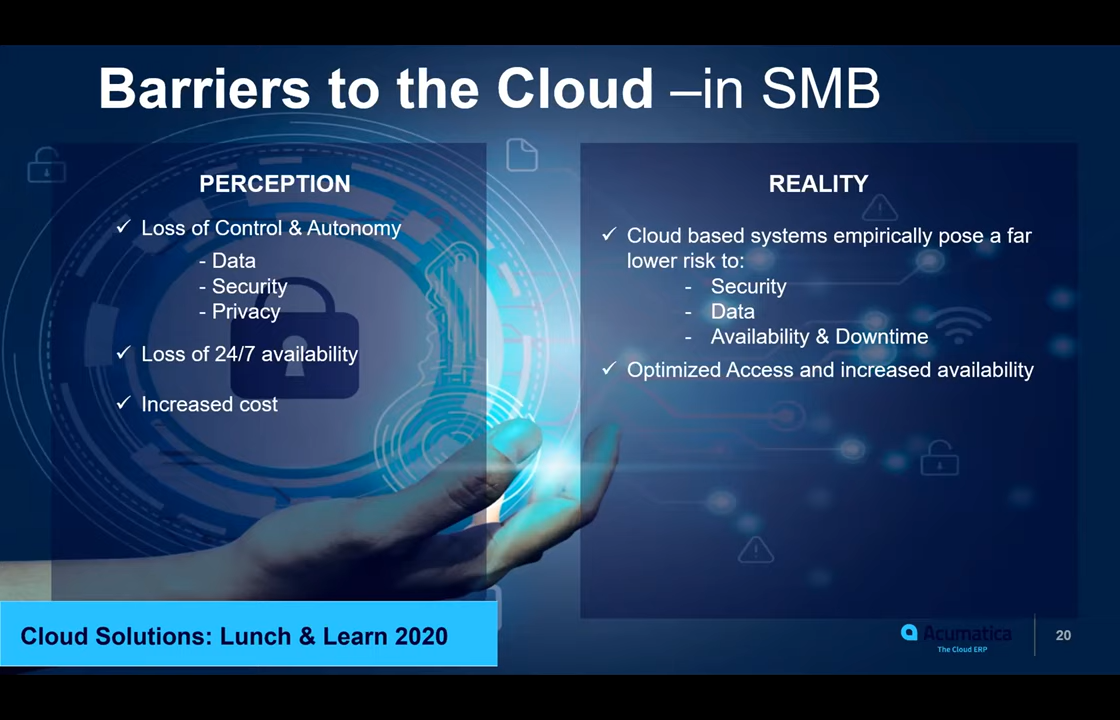 Barriers to the Cloud –in SMB
PERCEPTION
✓ Loss of Control & Autonomy
- Data
- Security
- Privacy
✓ Loss of 24/7 availability
✓ Increased cost
REALITY
✓ Cloud based systems empirically pose a far
lower risk to:
- Security
- Data
- Availability & Downtime
✓ Optimized Access and increased availability
Cloud Solutions: Lunch & Learn 2020
Acumatica
The Cloud ERP
20